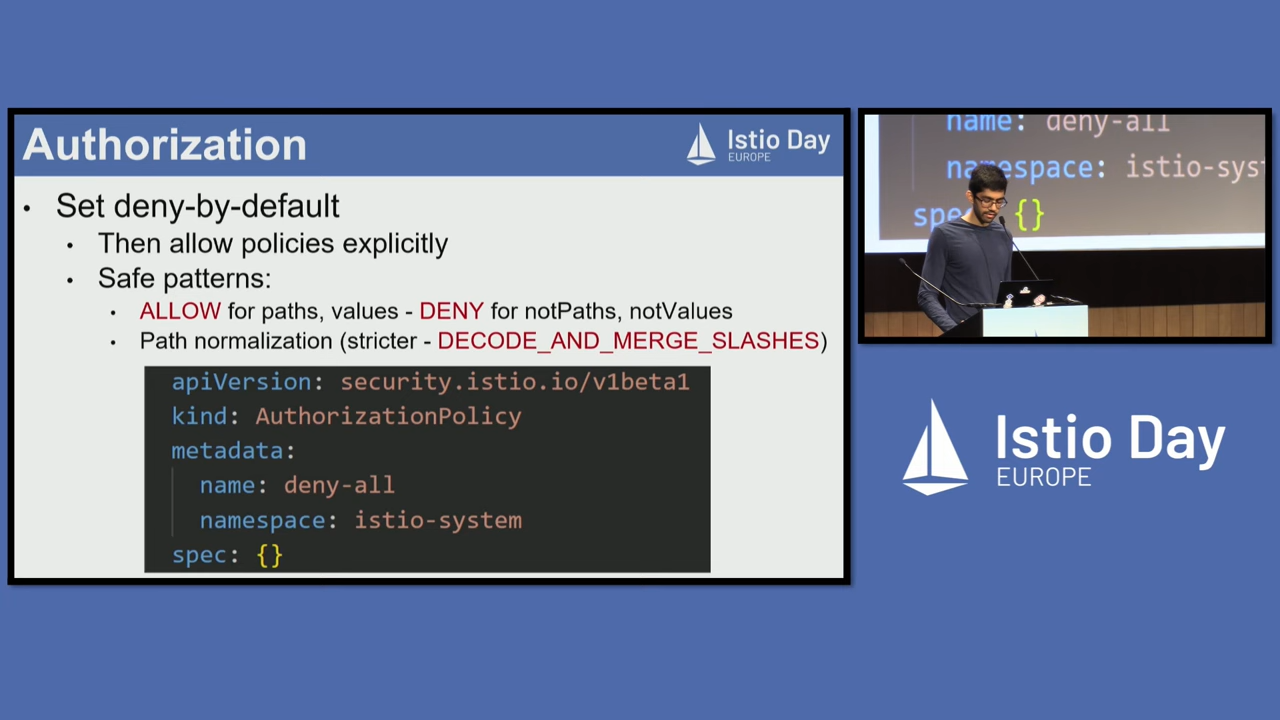 Authorization
Istio Day
EUROPE
• Set deny-by-default
• Then allow policies explicitly
• Safe patterns:
• ALLOW for paths, values - DENY for notPaths, notValues
• Path normalization (stricter - DECODE_AND_MERGE_SLASHES)
apiVersion: security.istio.io/v1beta1
kind: AuthorizationPolicy
metadata:
name: deny-all
namespace: istio-system
spec: {}
name: deny-all
namespace: istio-syst
spe {}
Istio Day
EUROPE